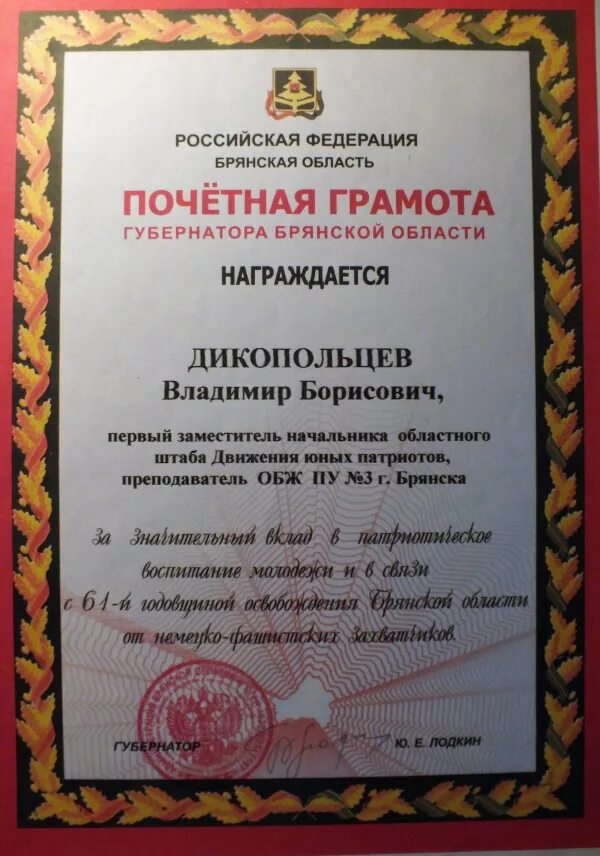 РОССИЙСКАЯ ФЕДЕРАЦИЯ
БРЯНСКАЯ ОБЛАСТЬ
ПОЧЁТНАЯ ГРАМОТА
ГУБЕРНАТОРА БРЯНСКОЙ ОБЛАСТИ
НАГРАЖДАЕТСЯ
ДИКОПОЛЬЦЕВ
Владимир Борисович,
первый заместитель начальника областного
штаба Движения юных патриотов,
преподаватель ОБЖ ПУ №3 г. Брянска
за значительный вклад в патриотическое
воспитание молодежи и в связи
с 61-й годовщиной освобождения Брянской области
от немецко-фашистских захватчиков.
ГУБЕРНАТОР Ю. Е. ЛОДКИН